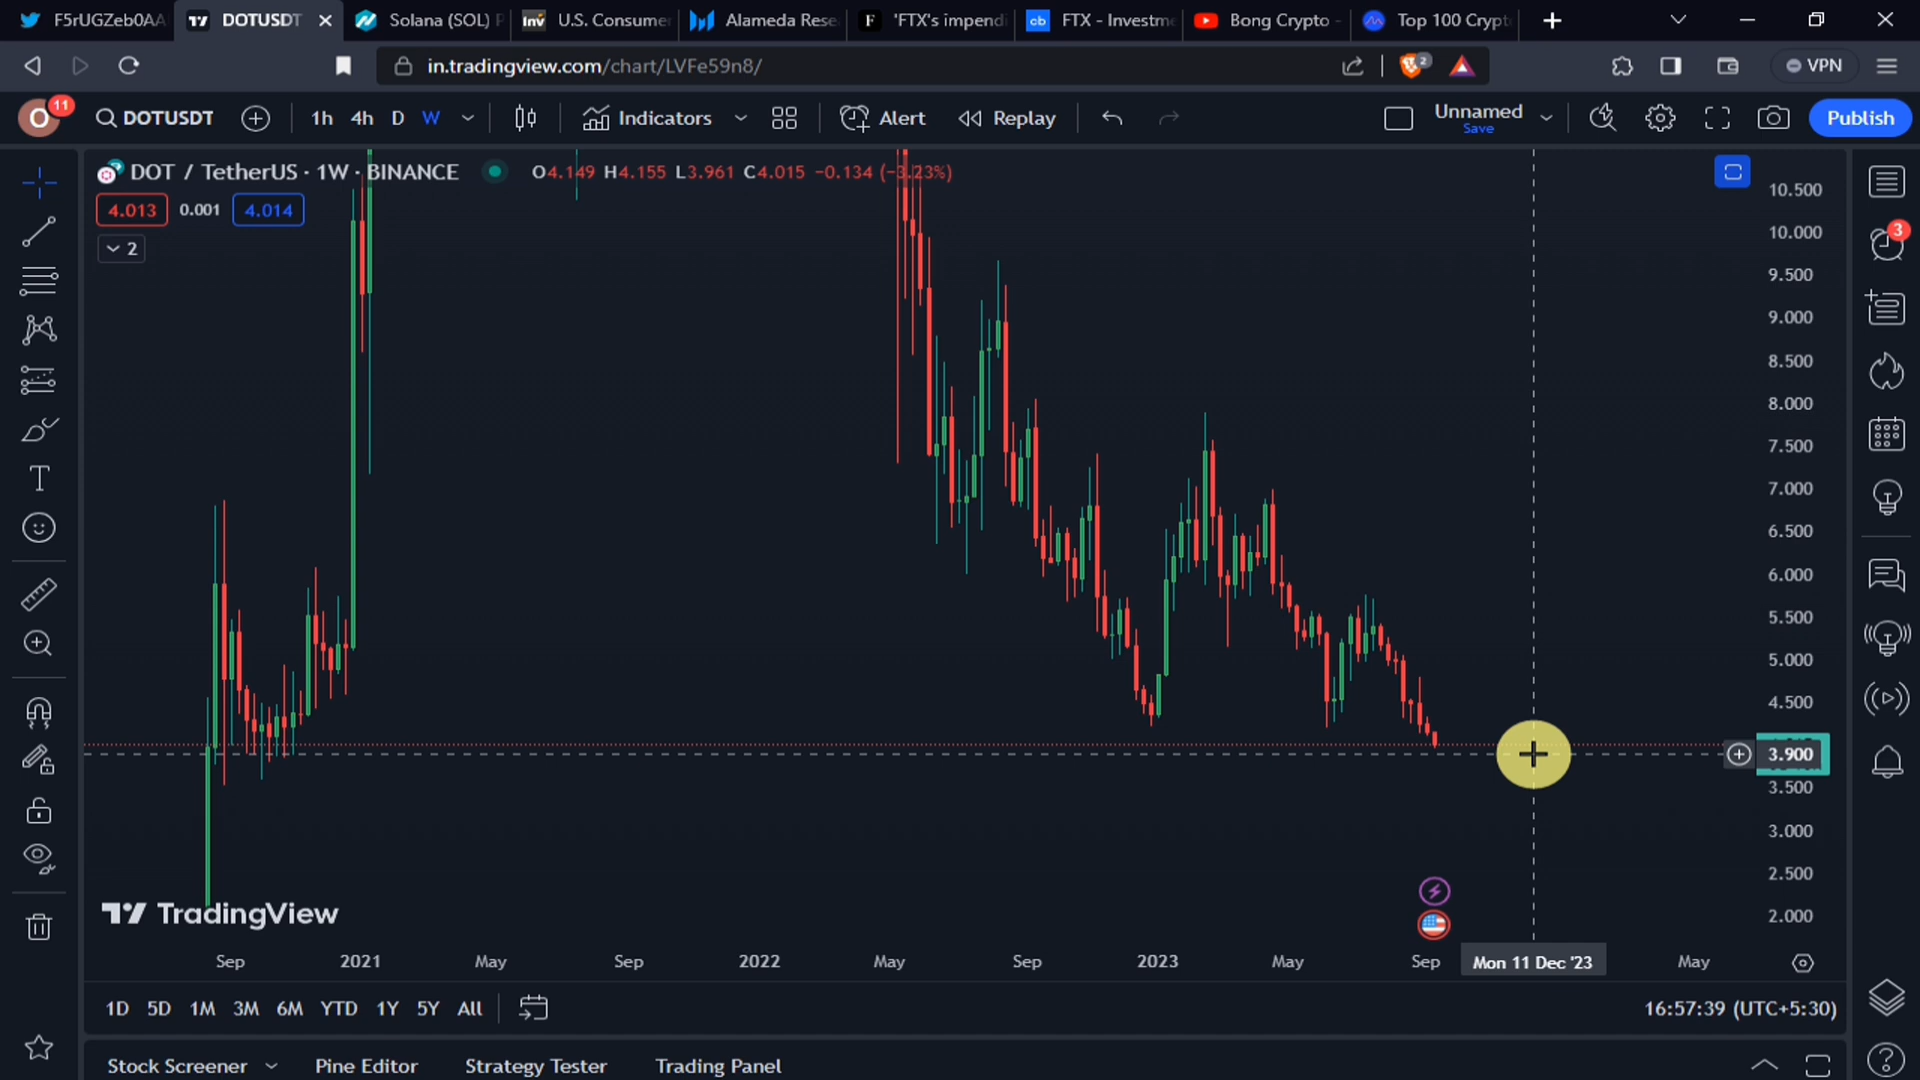 F5rUGZeb0AA
DOTUSDT
Solana (SOL) P
U.S. Consume
Alameda Rese
'FTX's impend
FTX - Investme
Bong Crypto -
Top 100 Crypt
in.tradingview.com/chart/LVFe59n8/
2
VPN
O
11
DOTUSDT
1h
4h
D
W
Indicators
Alert
Replay
Unnamed
Save
Publish
DOT / TetherUS · 1W · BINANCE
O4.149 H4.155 L3.961 C4.015 −0.134 (−3.23%)
4.013
0.001
4.014
2
3
10.500
10.000
9.500
9.000
8.500
8.000
7.500
7.000
6.500
6.000
5.500
5.000
4.500
3.900
3.500
3.000
2.500
2.000
TradingView
Sep
2021
May
Sep
2022
May
Sep
2023
May
Sep
Mon 11 Dec '23
May
1D
5D
1M
3M
6M
YTD
1Y
5Y
All
16:57:39 (UTC+5:30)
Stock Screener
Pine Editor
Strategy Tester
Trading Panel